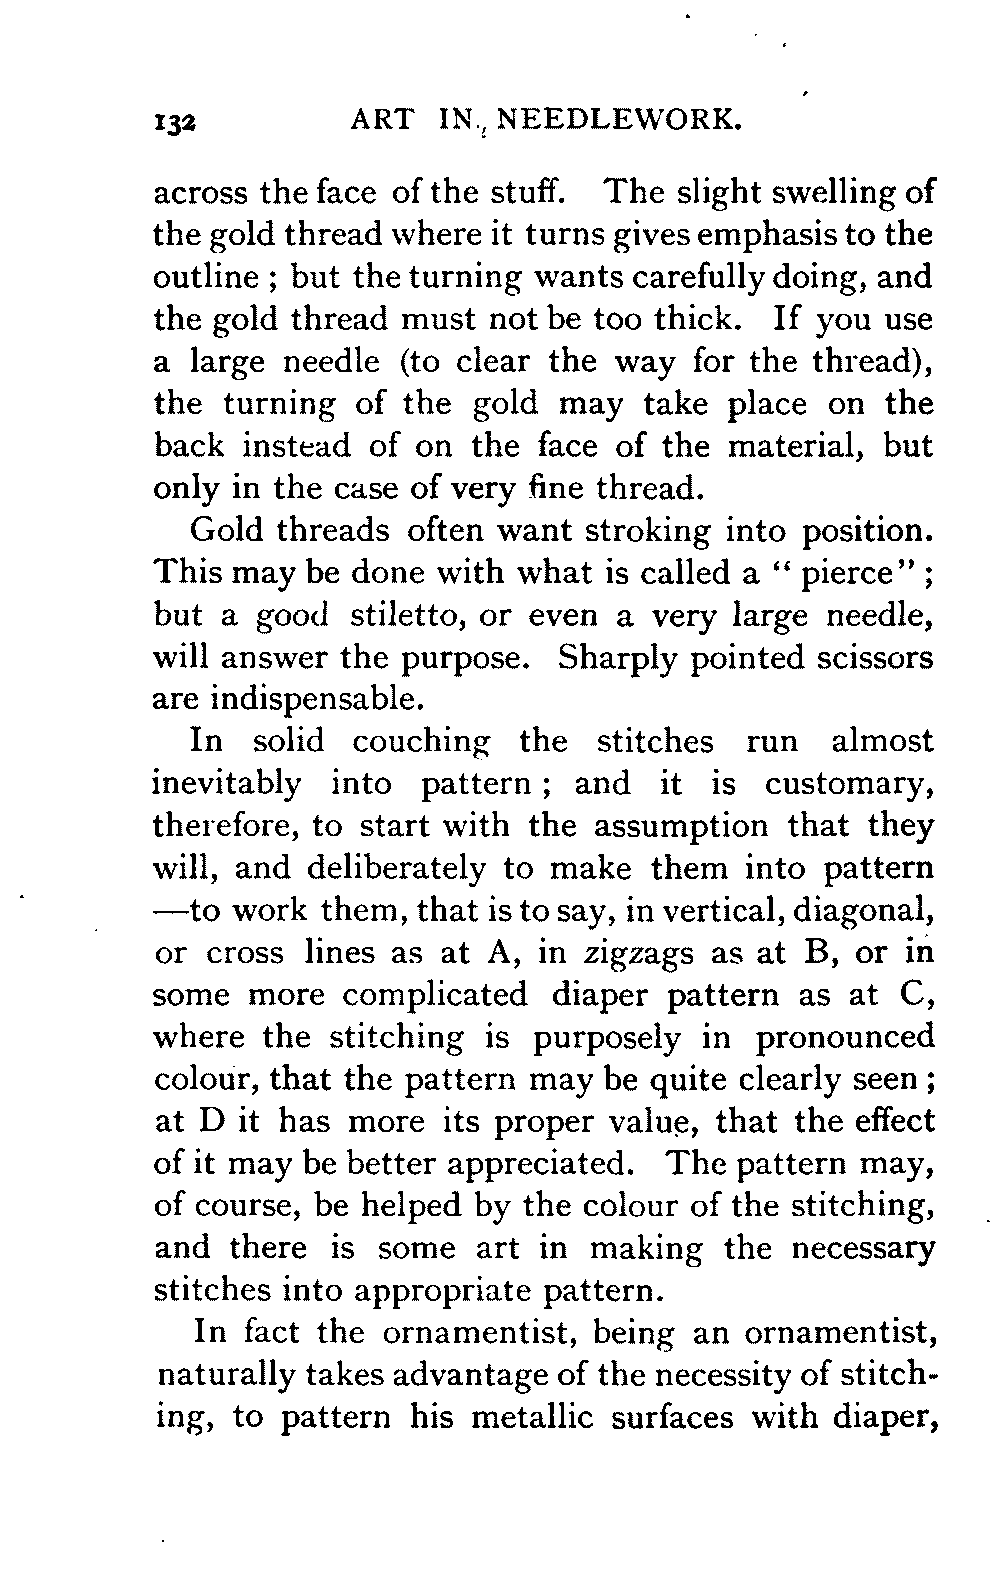 132 ART IN NEEDLEWORK.
across the face of the stuff. The slight swelling of
the gold thread where it turns gives emphasis to the
outline ; but the turning wants carefully doing, and
the gold thread must not be too thick. If you use
a large needle (to clear the way for the thread),
the turning of the gold may take place on the
back instead of on the face of the material, but
only in the case of very fine thread.
Gold threads often want stroking into position.
This may be done with what is called a “ pierce” ;
but a good stiletto, or even a very large needle,
will answer the purpose. Sharply pointed scissors
are indispensable.
In solid couching the stitches run almost
inevitably into pattern ; and it is customary,
therefore, to start with the assumption that they
will, and deliberately to make them into pattern
—to work them, that is to say, in vertical, diagonal,
or cross lines as at A, in zigzags as at B, or in
some more complicated diaper pattern as at C,
where the stitching is purposely in pronounced
colour, that the pattern may be quite clearly seen ;
at D it has more its proper value, that the effect
of it may be better appreciated. The pattern may,
of course, be helped by the colour of the stitching,
and there is some art in making the necessary
stitches into appropriate pattern.
In fact the ornamentist, being an ornamentist,
naturally takes advantage of the necessity of stitch-
ing, to pattern his metallic surfaces with diaper,